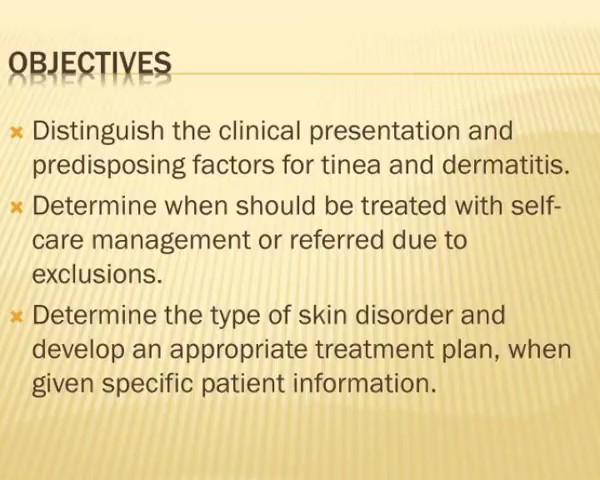 OBJECTIVES
Distinguish the clinical presentation and
predisposing factors for tinea and dermatitis.
Determine when should be treated with self-
care management or referred due to
exclusions.
Determine the type of skin disorder and
develop an appropriate treatment plan, when
given specific patient information.